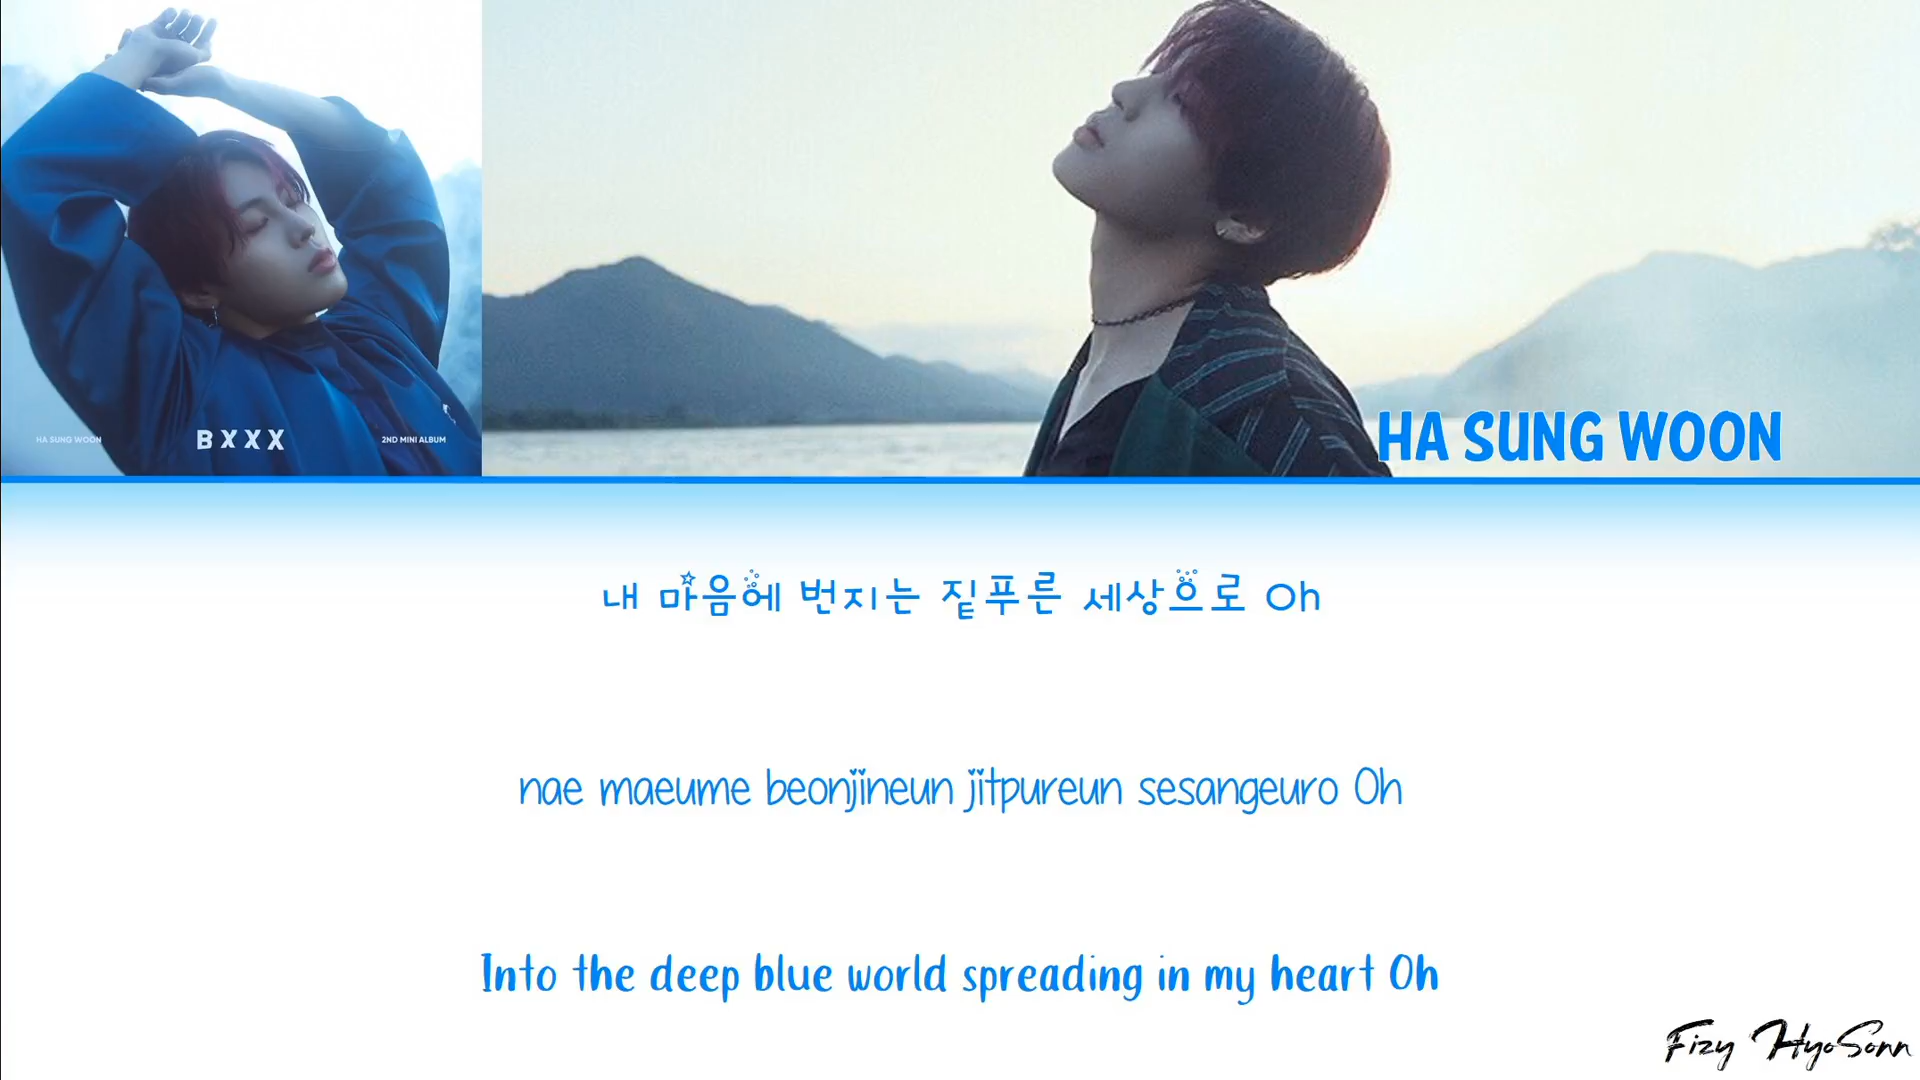 HA SUNG WOON
BXXX
2ND MINI ALBUM
HA SUNG WOON
내 마음에 번지는 짙푸른 세상으로 Oh
nae maeume beonjineun jitpureun sesangeuro Oh
Into the deep blue world spreading in my heart Oh
Fizy HyoSonn